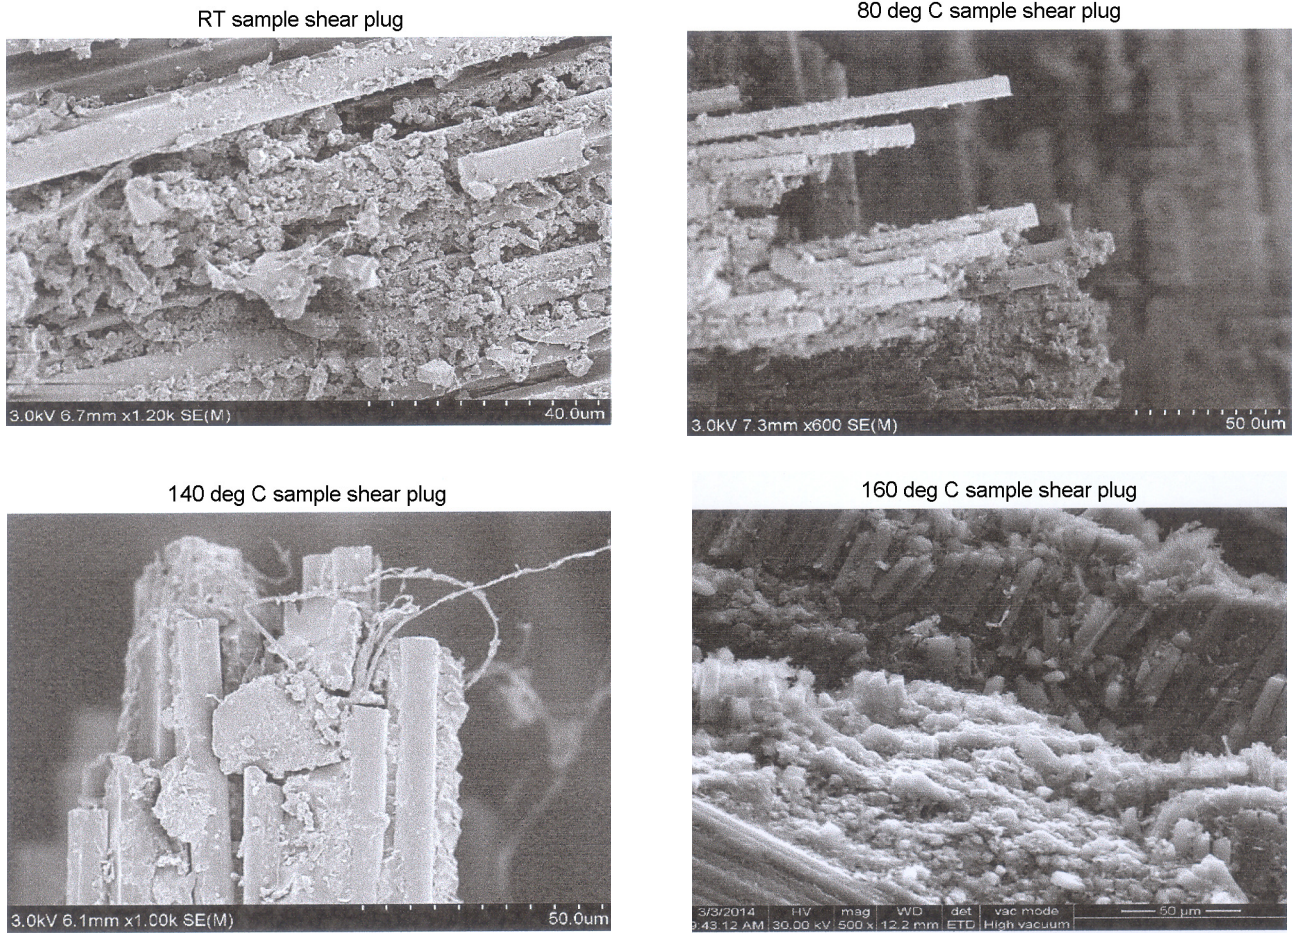 RT sample shear plug
80 deg C sample shear plug
3.0kV 6.7mm x1.20k SE(M) 40.0um
3.0kV 7.3mm x600 SE(M) 50.0um
140 deg C sample shear plug
160 deg C sample shear plug
3.0kV 6.1mm x1.00k SE(M) 50.0um
3/3/2014 HV mag WD det vac mode
9:43:12 AM 30.00 kV 500 x 12.2 mm ETD High vacuum 50 µm